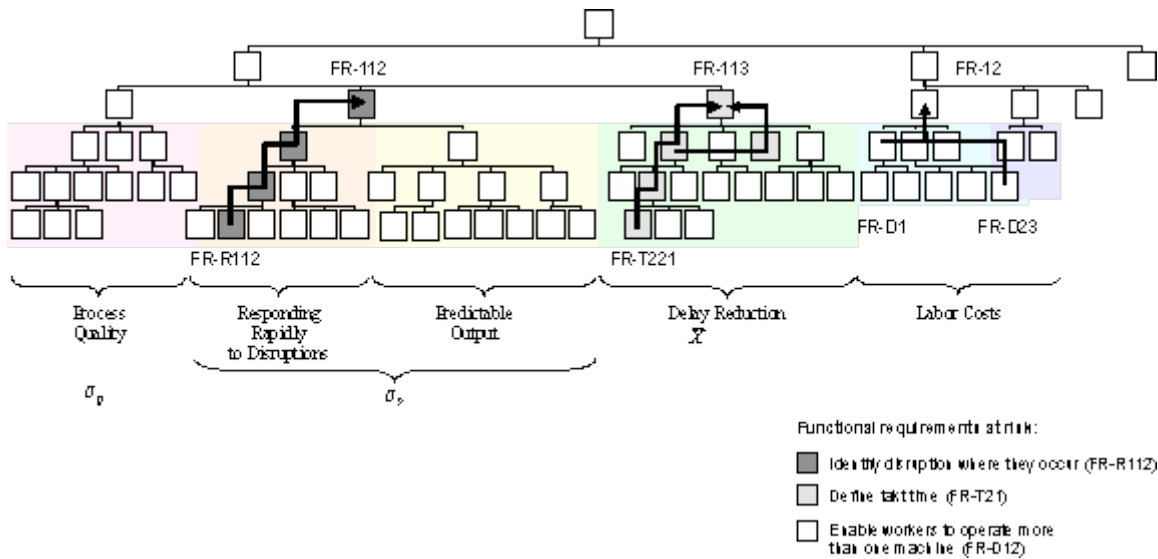 FR-112
FR-113
FR-12
FR-D1
FR-D23
FR-R112
FR-T221
Process
Quality
Responding
Rapidly
to Disruptions
Predictable
Output
Delay Reduction
X̄
Labor Costs
σp
σs
Functional requirements at risk:
Identify disruption where they occur (FR-R112)
Define takt time (FR-T21)
Enable workers to operate more
than one machine (FR-D12)